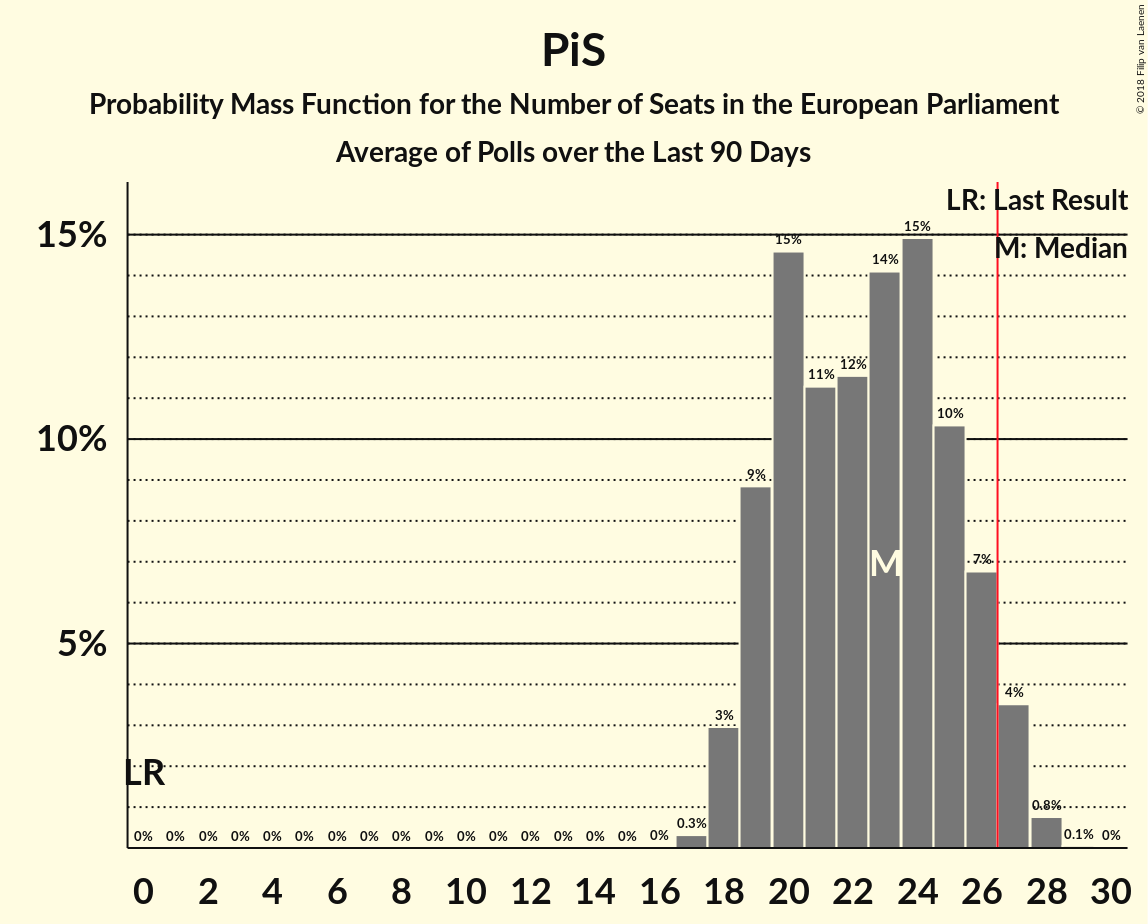 PiS
Probability Mass Function for the Number of Seats in the European Parliament
Average of Polls over the Last 90 Days
© 2018 Filip van Laenen
LR: Last Result
M: Median
15%
10%
5%
0% 0% 0% 0% 0% 0% 0% 0% 0% 0% 0% 0% 0% 0% 0% 0% 0% 0.3% 3% 9% 15% 11% 12% 14% 15% 10% 7% 4% 0.8% 0.1% 0%
LR
M
0 2 4 6 8 10 12 14 16 18 20 22 24 26 28 30